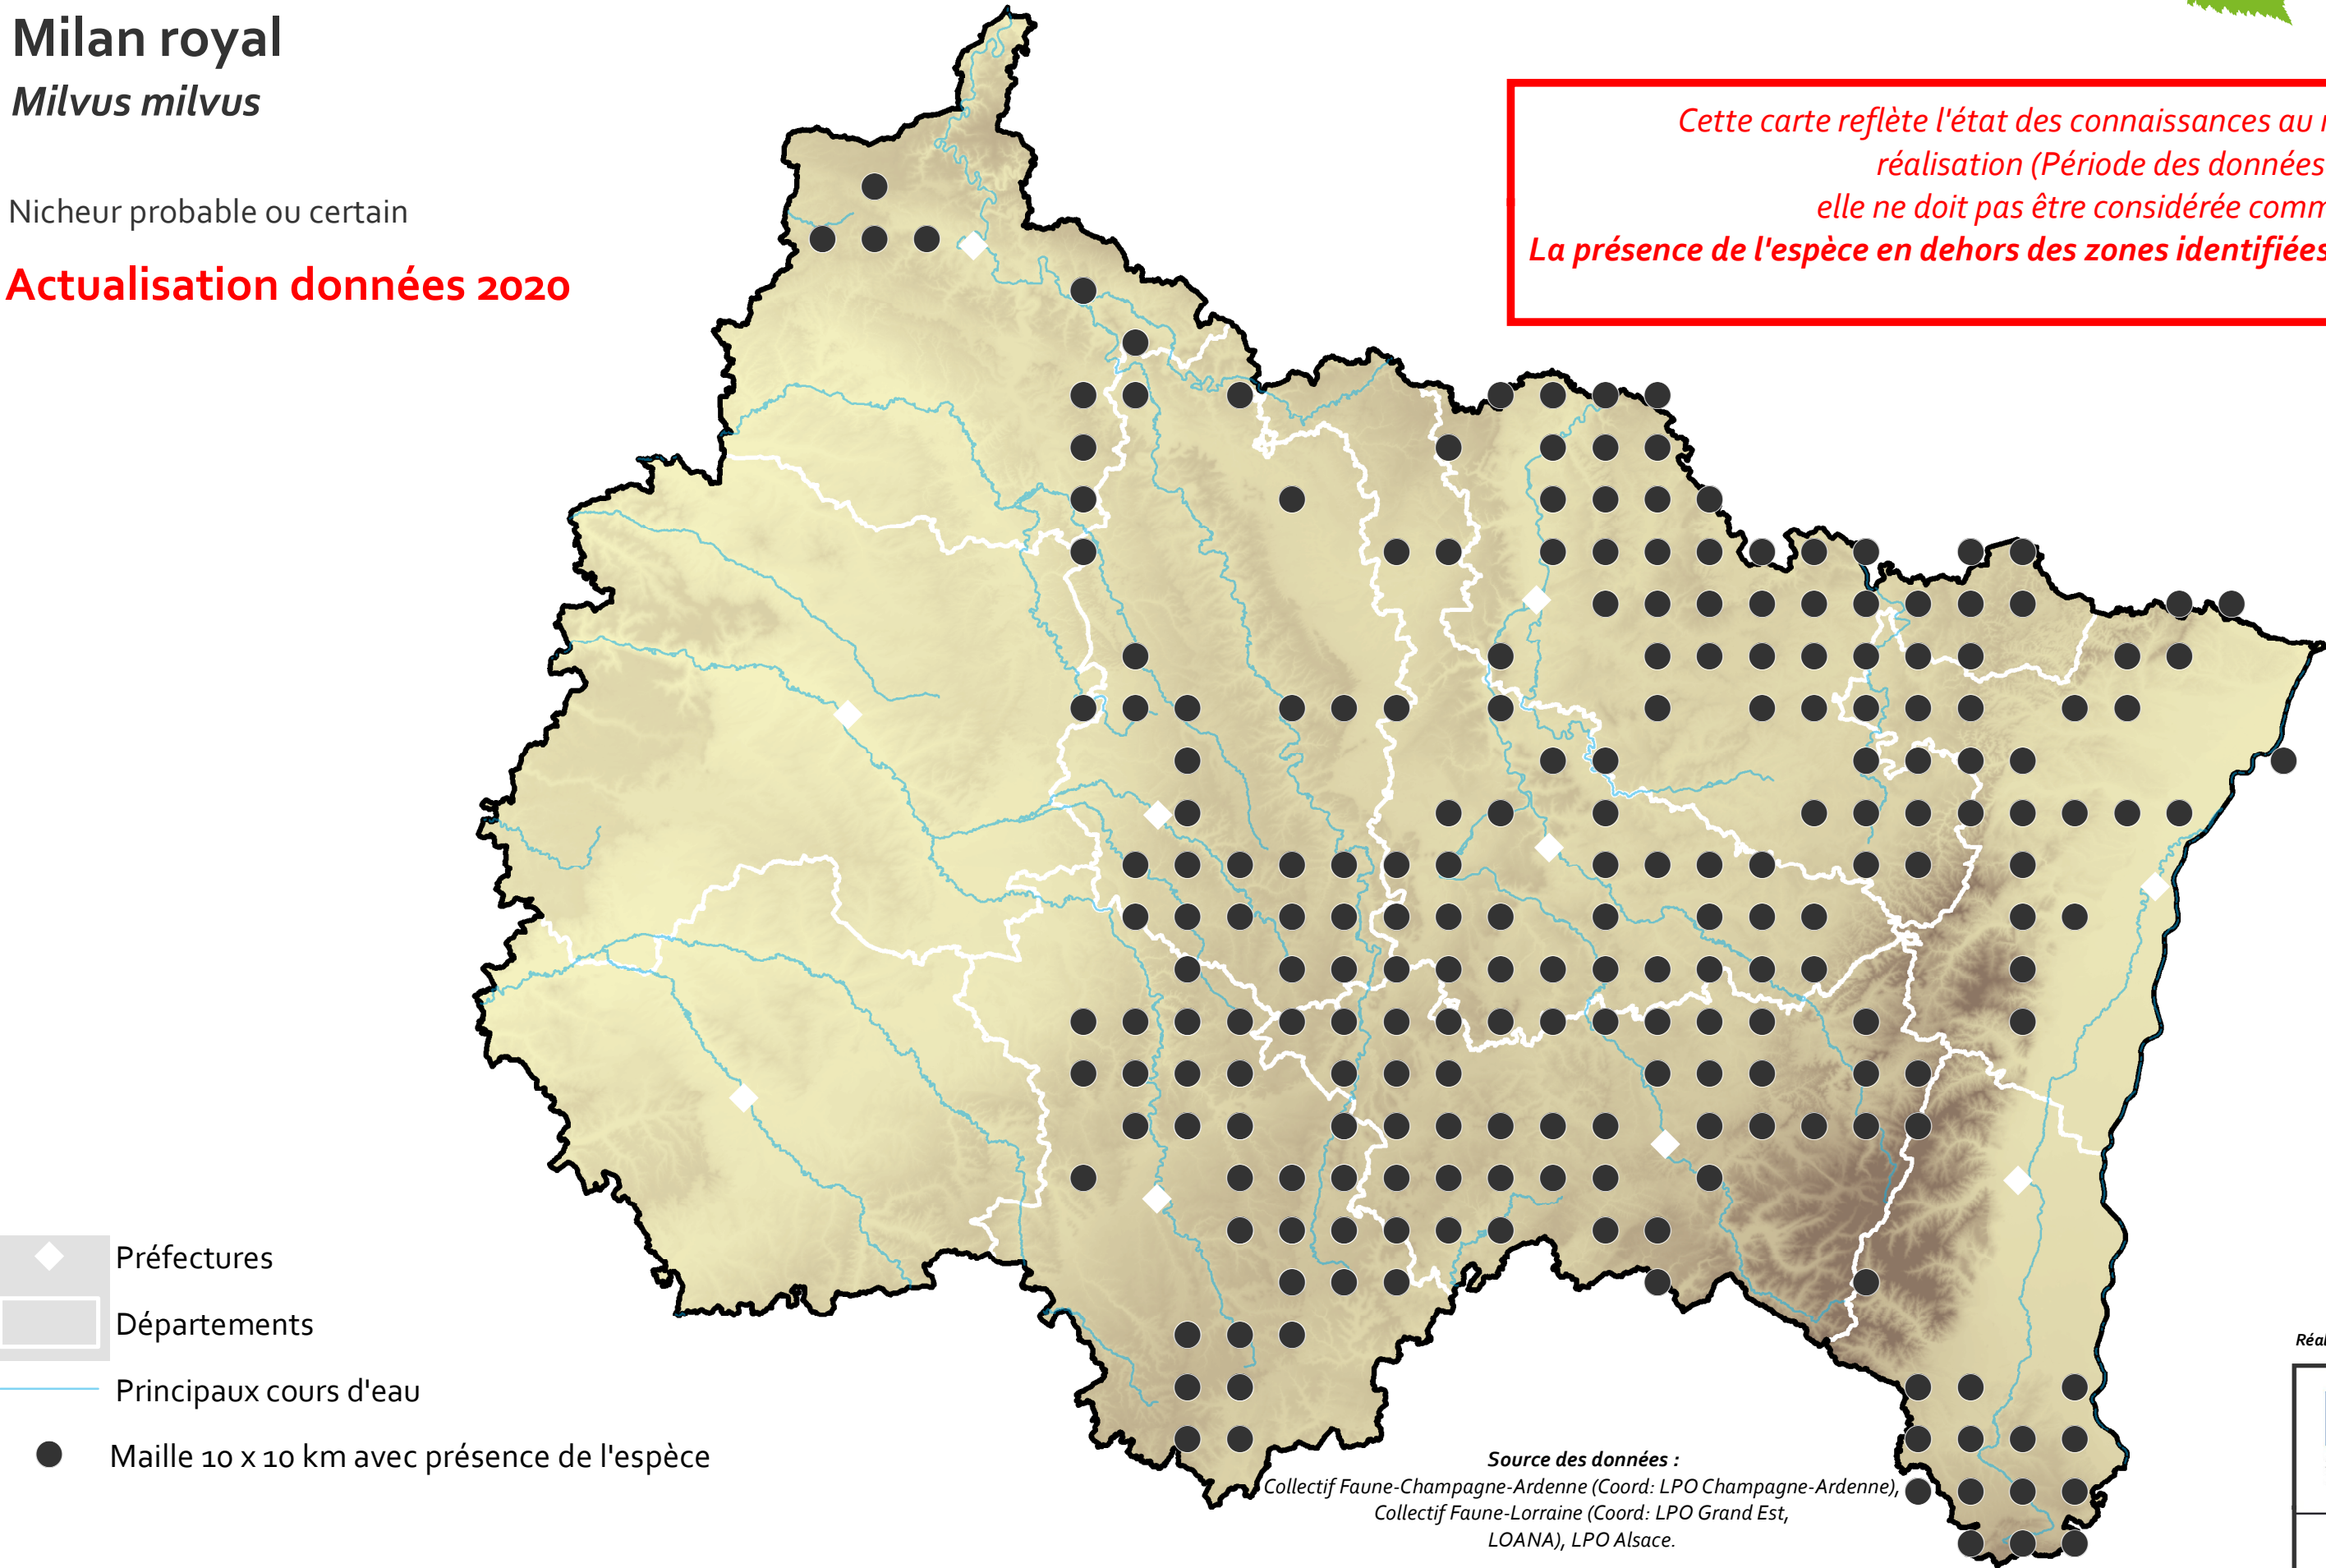 Milan royal
Milvus milvus
Nicheur probable ou certain
Actualisation données 2020
Cette carte reflète l'état des connaissances au
réalisation (Période des données
elle ne doit pas être considérée
La présence de l'espèce en dehors des zones identifiées
Préfectures
Départements
Principaux cours d'eau
Maille 10 x 10 km avec présence de l'espèce
Source des données :
Collectif Faune-Champagne-Ardenne (Coord: LPO Champagne-Ardenne),
Collectif Faune-Lorraine (Coord: LPO Grand Est,
LOANA), LPO Alsace.